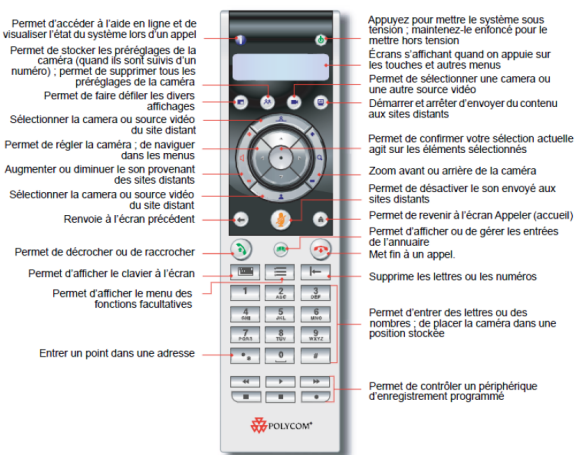 Permet d'accéder à l'aide en ligne et de
visualiser l'état du système lors d'un appel
Permet de stocker les préréglages de la
caméra (quand ils sont suivis d'un
numéro) ; permet de supprimer tous les
préréglages de la caméra
Permet de faire défiler les divers
affichages
Sélectionner la camera ou source vidéo
du site distant
Permet de régler la caméra ; de naviguer
dans les menus
Augmenter ou diminuer le son provenant
des sites distants
Sélectionner la camera ou source vidéo
du site distant
Renvoie à l'écran précédent
Permet de décrocher ou de raccrocher
Permet d'afficher le clavier à l'écran
Permet d'afficher le menu des
fonctions facultatives
Entrer un point dans une adresse
Appuyez pour mettre le système sous
tension ; maintenez-le enfoncé pour le
mettre hors tension
Écrans s'affichant quand on appuie sur
les touches et autres menus
Permet de sélectionner une camera ou
une autre source vidéo
Démarrer et arrêter d'envoyer du contenu
aux sites distants
Permet de confirmer votre sélection actuelle
agit sur les éléments sélectionnés
Zoom avant ou arrière de la caméra
Permet de désactiver le son envoyé aux
sites distants
Permet de revenir à l'écran Appeler (accueil)
Permet d'afficher ou de gérer les entrées
de l'annuaire
Met fin à un appel.
Supprime les lettres ou les numéros
Permet d'entrer des lettres ou des
nombres ; de placer la caméra dans une
position stockée
Permet de contrôler un périphérique
d'enregistrement programmé
1 2 3
ABC DEF
4 5 6
GHI JKL MNO
7 8 9
PQRS TUV WXYZ
0 #
POLYCOM